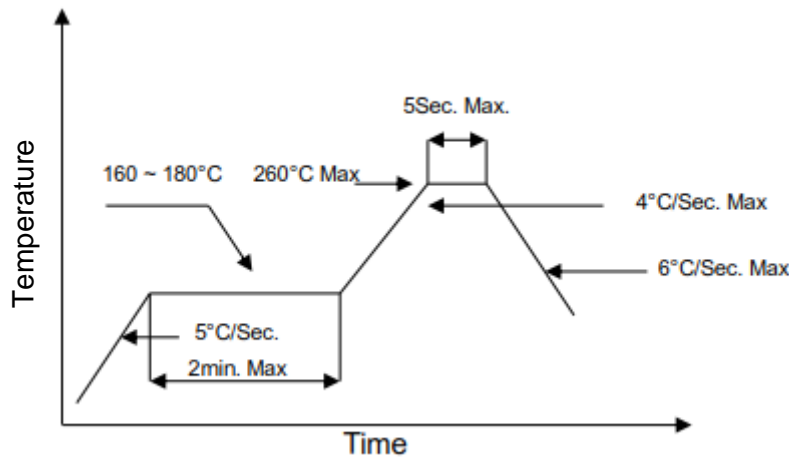 5Sec. Max.
160 ~ 180°C
260°C Max
4°C/Sec. Max
6°C/Sec. Max
Temperature
5°C/Sec.
2min. Max
Time